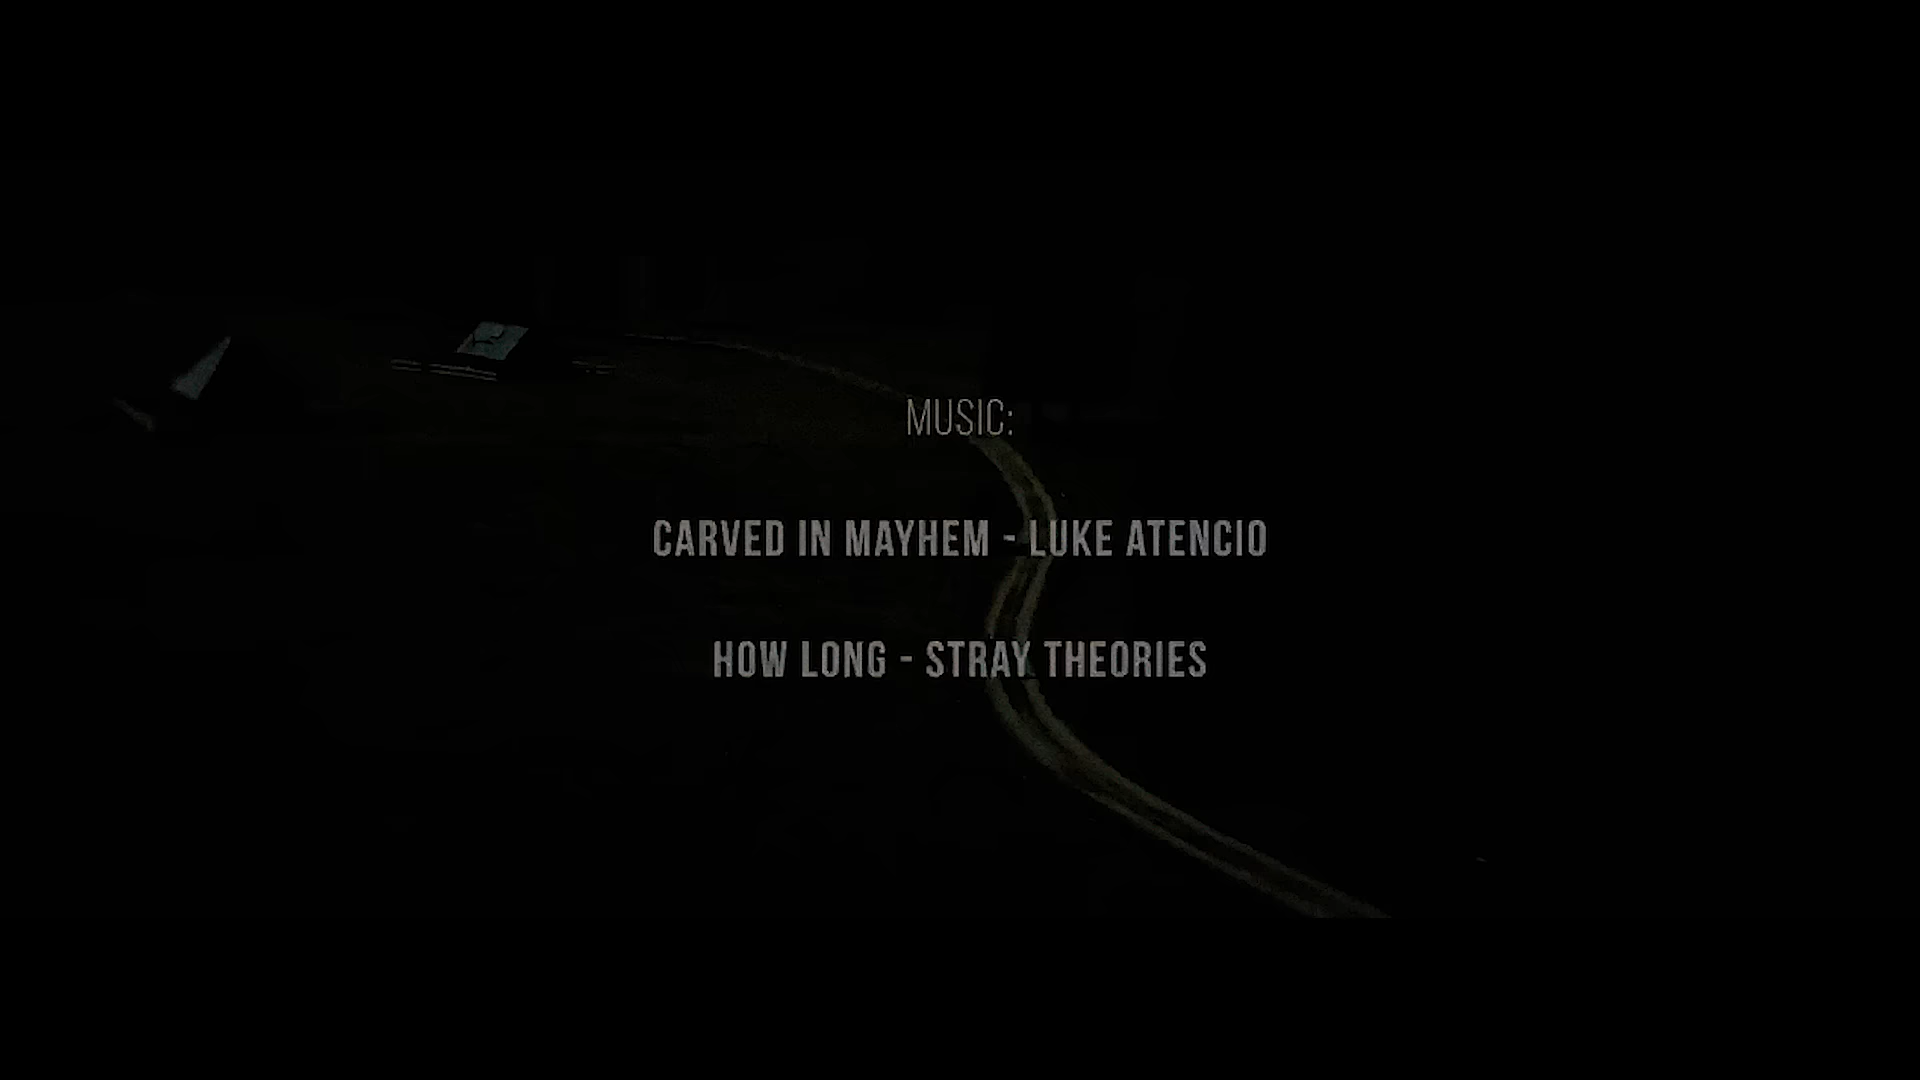 MUSIC:
CARVED IN MAYHEM - LUKE ATENCIO
HOW LONG - STRAY THEORIES